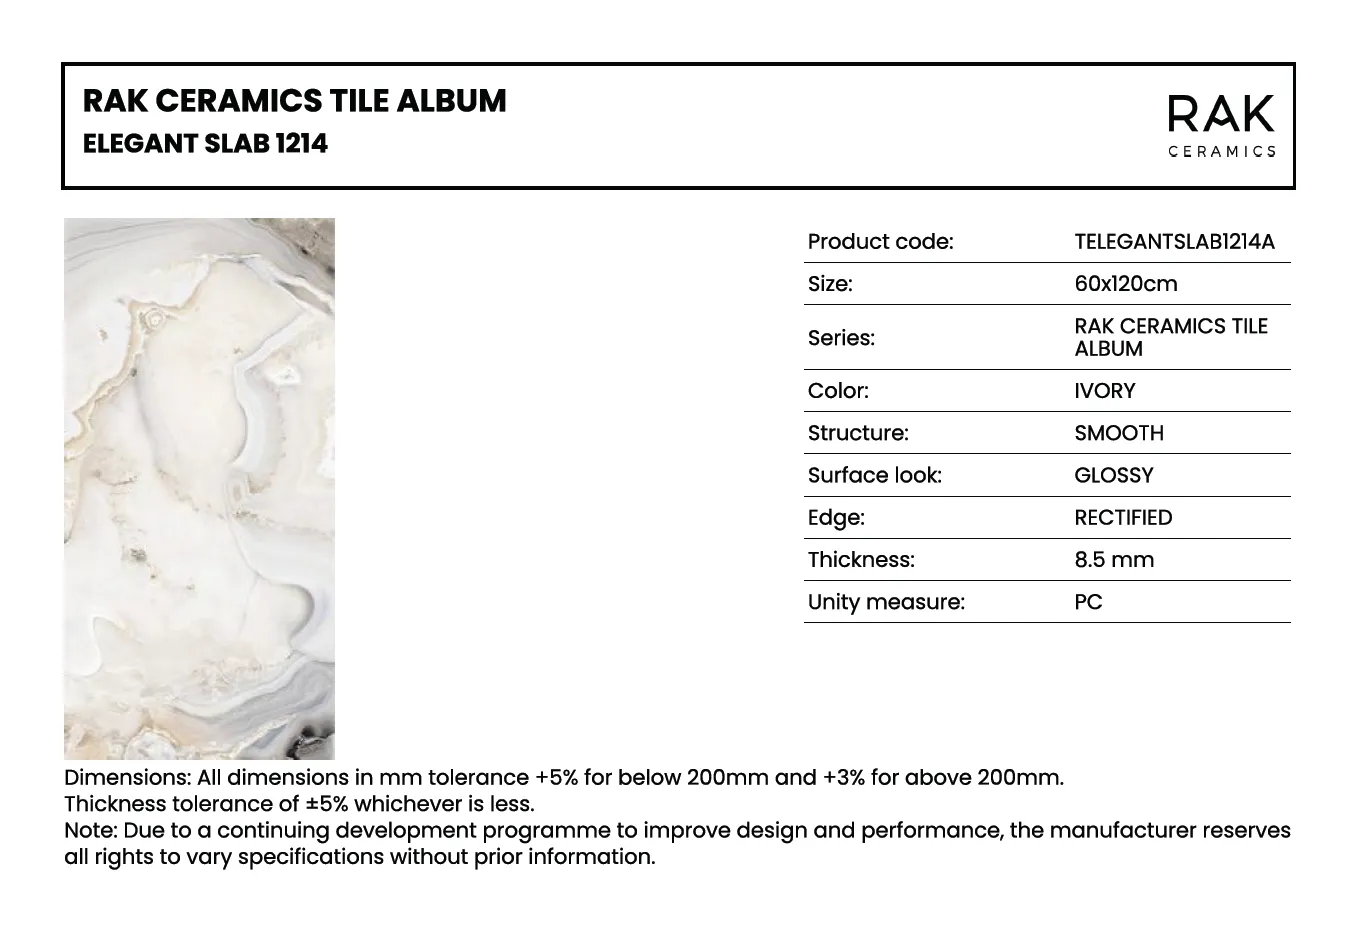 RAK CERAMICS TILE ALBUM
ELEGANT SLAB 1214
RAK
CERAMICS
Product code: TELEGANTSLAB1214A
Size: 60x120cm
Series: RAK CERAMICS TILE
ALBUM
Color: IVORY
Structure: SMOOTH
Surface look: GLOSSY
Edge: RECTIFIED
Thickness: 8.5 mm
Unity measure: PC
Dimensions: All dimensions in mm tolerance +5% for below 200mm and +3% for above 200mm.
Thickness tolerance of ±5% whichever is less.
Note: Due to a continuing development programme to improve design and performance, the manufacturer reserves
all rights to vary specifications without prior information.